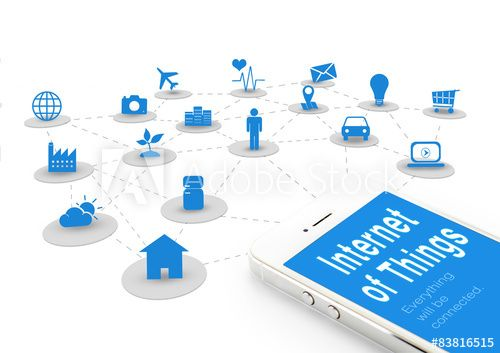 Internet
of Things
Everything
will be
connected.
Adobe Stock
#83816515